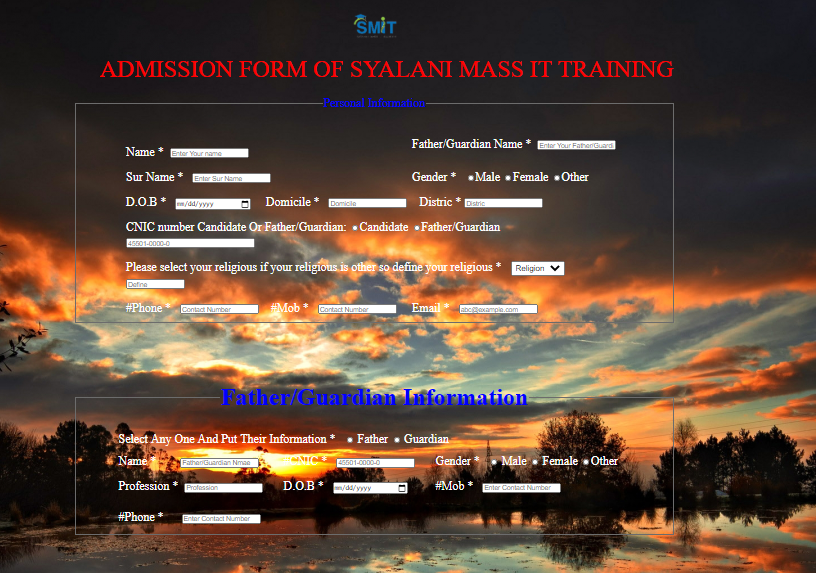 SMIT
ADMISSION FORM OF SYALANI MASS IT TRAINING
Personal Information
Name * Enter Your name Father/Guardian Name * Enter Your Father/Guardi
Sur Name * Enter Sur Name Gender * Male Female Other
D.O.B * mm/dd/yyyy Domicile * Domicile Distric * Distric
CNIC number Candidate Or Father/Guardian: Candidate Father/Guardian
45501-0000-0
Please select your religious if your religious is other so define your religious * Religion
Define
#Phone * Contact Number #Mob * Contact Number Email * abc@example.com
Father/Guardian Information
Select Any One And Put Their Information * Father Guardian
Name * Father/Guardian Nmae CNIC * 45501-0000-0 Gender * Male Female Other
Profession * Profession D.O.B * mm/dd/yyyy #Mob * Enter Contact Number
#Phone * Enter Contact Number